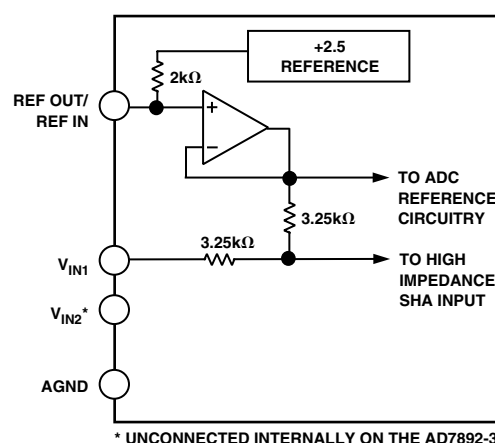 +2.5
REFERENCE
2kΩ
REF OUT/
REF IN
+
−
TO ADC
REFERENCE
CIRCUITRY
3.25kΩ
3.25kΩ
VIN1
TO HIGH
IMPEDANCE
SHA INPUT
VIN2*
AGND
* UNCONNECTED INTERNALLY ON THE AD7892-3